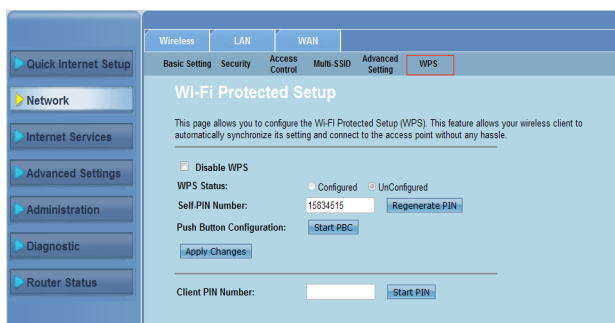 Wireless LAN WAN
Basic Setting Security Access Control Multi-SSID Advanced Setting WPS
Quick Internet Setup
Network
Internet Services
Advanced Settings
Administration
Diagnostic
Router Status
Wi-Fi Protected Setup
This page allows you to configure the Wi-FI Protected Setup (WPS). This feature allows your wireless client to
automatically synchronize its setting and connect to the access point without any hassle.
Disable WPS
WPS Status: Configured UnConfigured
Self-PIN Number: 15834515 Regenerate PIN
Push Button Configuration: Start PBC
Apply Changes
Client PIN Number: Start PIN